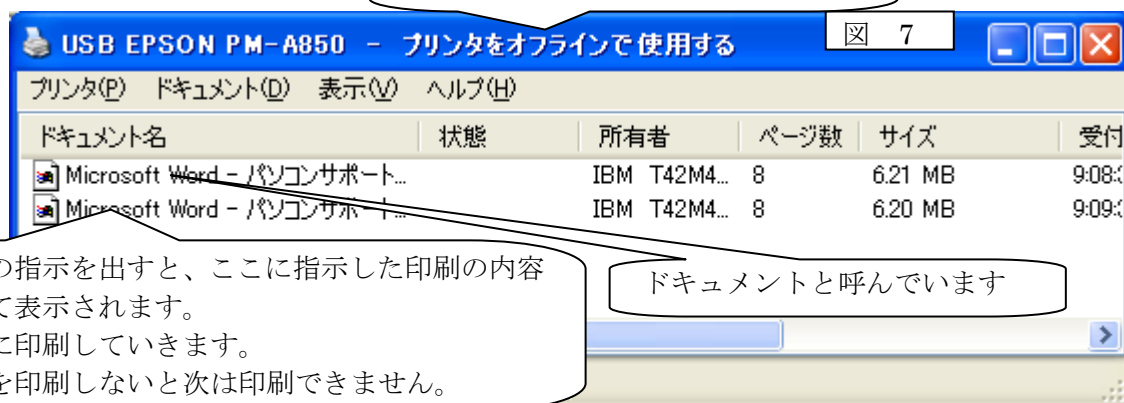 USB EPSON PM-A850 － プリンタをオフラインで使用する
図 7
プリンタ(P) ドキュメント(D) 表示(V) ヘルプ(H)
ドキュメント名 状態 所有者 ページ数 サイズ 受付
Microsoft Word - パソコンサポート... IBM T42M4... 8 6.21 MB 9:08:
Microsoft Word - パソコンサポート... IBM T42M4... 8 6.20 MB 9:09:
の指示を出すと、ここに指示した印刷の内容
て表示されます。
に印刷していきます。
を印刷しないと次は印刷できません。
ドキュメントと呼んでいます